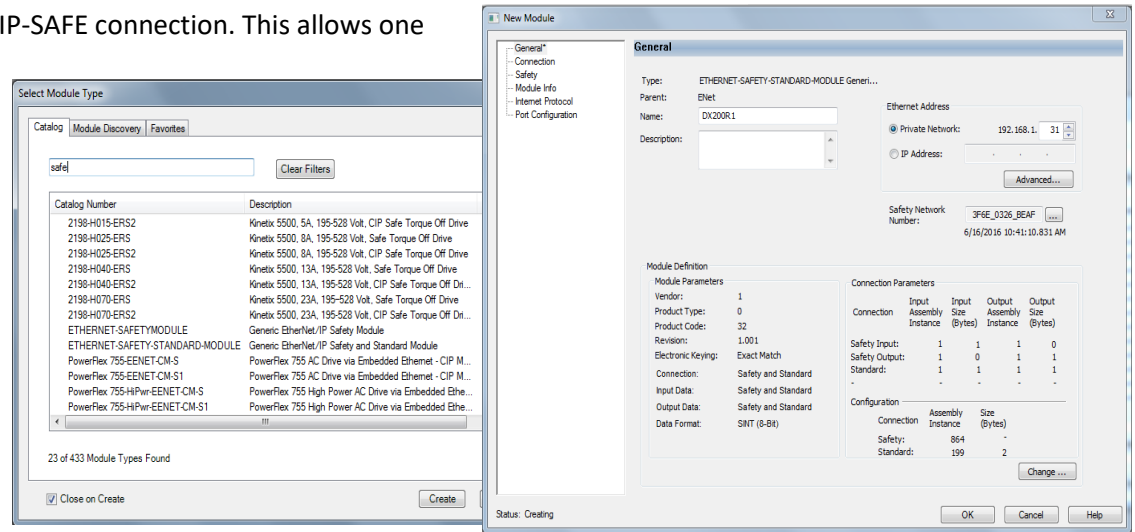 IP-SAFE connection. This allows one
Select Module Type
Catalog Module Discovery Favorites
safe
Clear Filters
Catalog Number Description
2198-H015-ERS2 Kinetix 5500, 5A, 195-528 Volt, CIP Safe Torque Off Drive
2198-H025-ERS Kinetix 5500, 8A, 195-528 Volt, Safe Torque Off Drive
2198-H025-ERS2 Kinetix 5500, 8A, 195-528 Volt, CIP Safe Torque Off Drive
2198-H040-ERS Kinetix 5500, 13A, 195-528 Volt, Safe Torque Off Drive
2198-H040-ERS2 Kinetix 5500, 13A, 195-528 Volt, CIP Safe Torque Off Dri...
2198-H070-ERS Kinetix 5500, 23A, 195-528 Volt, Safe Torque Off Drive
2198-H070-ERS2 Kinetix 5500, 23A, 195-528 Volt, CIP Safe Torque Off Dri...
ETHERNET-SAFETYMODULE Generic EtherNet/IP Safety Module
ETHERNET-SAFETY-STANDARD-MODULE Generic EtherNet/IP Safety and Standard Module
PowerFlex 755-EENET-CM-S PowerFlex 755 AC Drive via Embedded Ethernet - CIP M...
PowerFlex 755-EENET-CM-S1 PowerFlex 755 AC Drive via Embedded Ethernet - CIP M...
PowerFlex 755-HiPwr-EENET-CM-S PowerFlex 755 High Power AC Drive via Embedded Ethe...
PowerFlex 755-HiPwr-EENET-CM-S1 PowerFlex 755 High Power AC Drive via Embedded Ethe...
23 of 433 Module Types Found
Close on Create
Create
New Module
General*
Connection
Safety
Module Info
Internet Protocol
Port Configuration
General
Type: ETHERNET-SAFETY-STANDARD-MODULE Generi...
Parent: ENet
Name: DX200R1
Description:
Ethernet Address
Private Network: 192.168.1. 31
IP Address: . . .
Advanced...
Safety Network
Number: 3F6E_0326_BEAF ...
6/16/2016 10:41:10.831 AM
Module Definition
Module Parameters
Vendor: 1
Product Type: 0
Product Code: 32
Revision: 1.001
Electronic Keying: Exact Match
Connection: Safety and Standard
Input Data: Safety and Standard
Output Data: Safety and Standard
Data Format: SINT (8-Bit)
Connection Parameters
Input Input Output Output
Connection Assembly Size Assembly Size
Instance (Bytes) Instance (Bytes)
Safety Input: 1 1 1 0
Safety Output: 1 0 1 1
Standard: 1 1 1 1
- - - - -
Configuration
Assembly Size
Connection Instance (Bytes)
Safety: 864 -
Standard: 199 2
Change ...
Status: Creating
OK Cancel Help